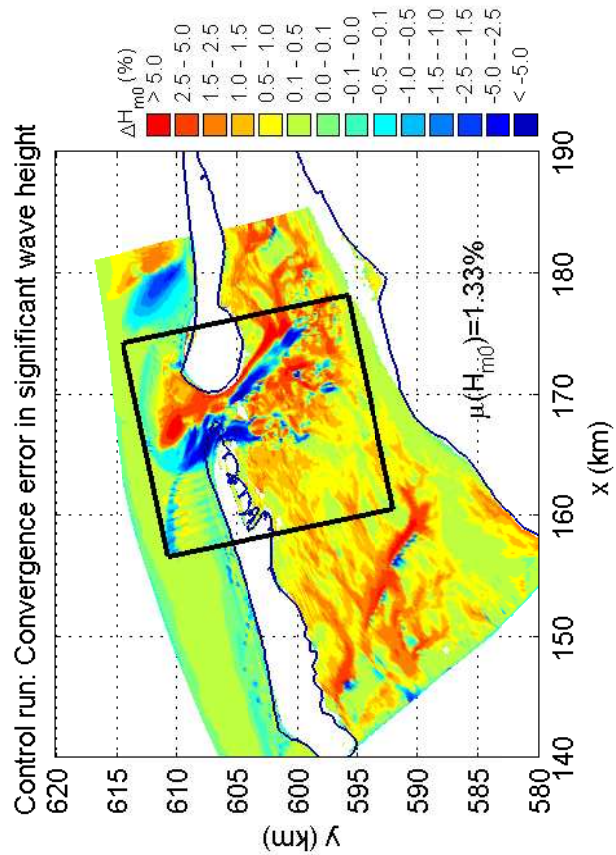 Control run: Convergence error in significant wave height
ΔH_m0 (%)
> 5.0
2.5 - 5.0
1.5 - 2.5
1.0 - 1.5
0.5 - 1.0
0.1 - 0.5
0.0 - 0.1
-0.1 - 0.0
-0.5 - -0.1
-1.0 - -0.5
-1.5 - -1.0
-2.5 - -1.5
-5.0 - -2.5
< -5.0
y (km)
620
615
610
605
600
595
590
585
580
μ(H_m0)=1.33%
140
150
160
170
180
190
x (km)